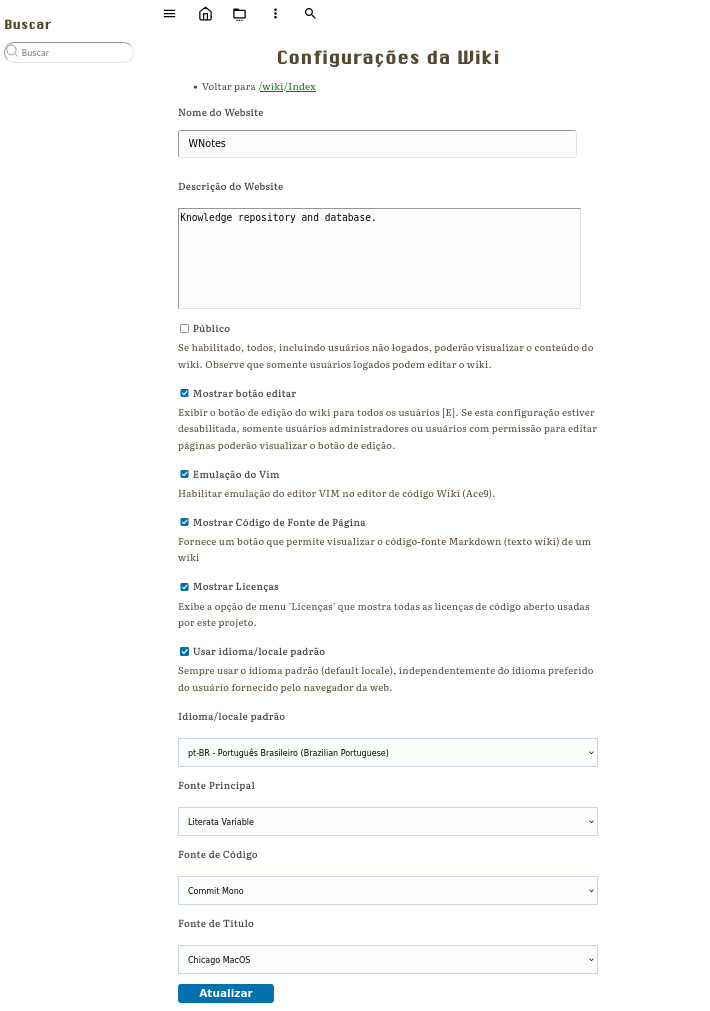 Buscar
Buscar
Configurações da Wiki
• Voltar para /wiki/Index
Nome do Website
WNotes
Descrição do Website
Knowledge repository and database.
Público
Se habilitado, todos, incluindo usuários não logados, poderão visualizar o conteúdo do
wiki. Observe que somente usuários logados podem editar o wiki.
Mostrar botão editar
Exibir o botão de edição do wiki para todos os usuários [E]. Se esta configuração estiver
desabilitada, somente usuários administradores ou usuários com permissão para editar
páginas poderão visualizar o botão de edição.
Emulação do Vim
Habilitar emulação do editor VIM no editor de código Wiki (Ace9).
Mostrar Código de Fonte de Página
Fornece um botão que permite visualizar o código-fonte Markdown (texto wiki) de um
wiki
Mostrar Licenças
Exibe a opção de menu 'Licenças' que mostra todas as licenças de código aberto usadas
por este projeto.
Usar idioma/locale padrão
Sempre usar o idioma padrão (default locale), independentemente do idioma preferido
do usuário fornecido pelo navegador da web.
Idioma/locale padrão
pt-BR - Português Brasileiro (Brazilian Portuguese)
Fonte Principal
Literata Variable
Fonte de Código
Commit Mono
Fonte de Título
Chicago MacOS
Atualizar